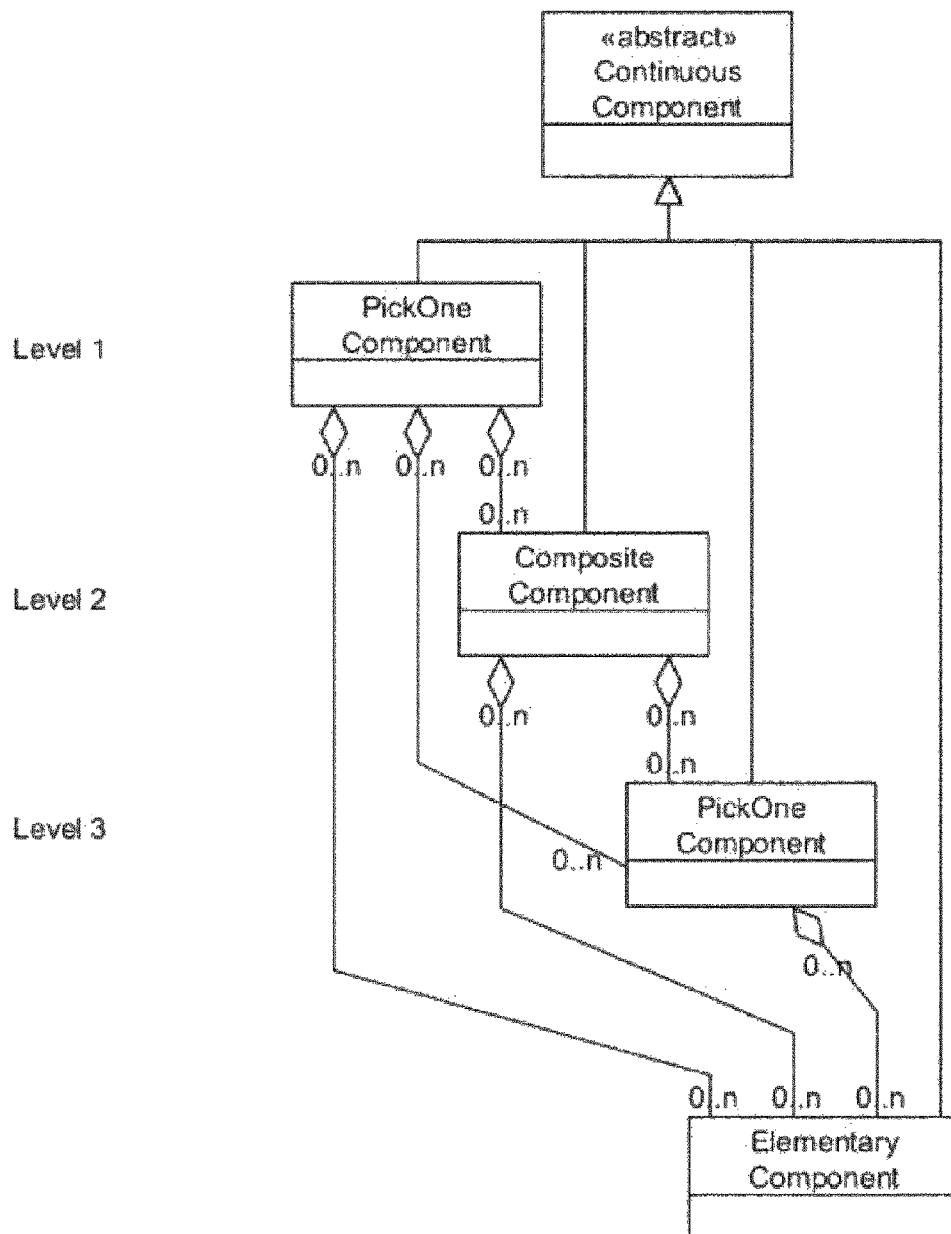 «abstract»
Continuous
Component
PickOne
Component
Level 1
0..n
0..n
0..n
0..n
Composite
Component
Level 2
0..n
0..n
0..n
PickOne
Component
Level 3
0..n
0..n
0..n
0..n
0..n
Elementary
Component